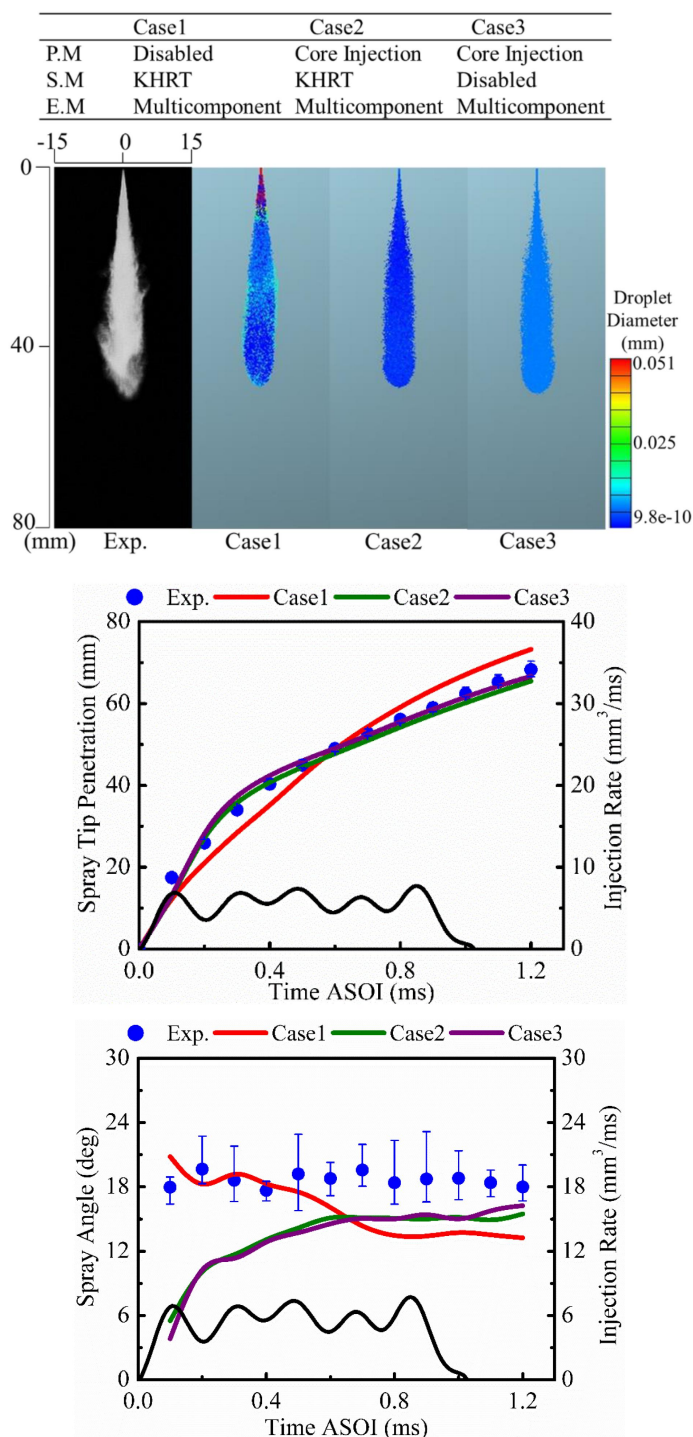 Case1 Case2 Case3
P.M Disabled Core Injection Core Injection
S.M KHRT KHRT Disabled
E.M Multicomponent Multicomponent Multicomponent
-15 0 15
0
40
80
(mm)
Droplet
Diameter
(mm)
0.051
0.025
9.8e-10
Exp. Case1 Case2 Case3
Exp. Case1 Case2 Case3
Spray Tip Penetration (mm)
80
60
40
20
0
Injection Rate (mm³/ms)
40
30
20
10
0
0.0 0.4 0.8 1.2
Time ASOI (ms)
Exp. Case1 Case2 Case3
Spray Angle (deg)
30
24
18
12
6
0
Injection Rate (mm³/ms)
30
24
18
12
6
0
0.0 0.4 0.8 1.2
Time ASOI (ms)